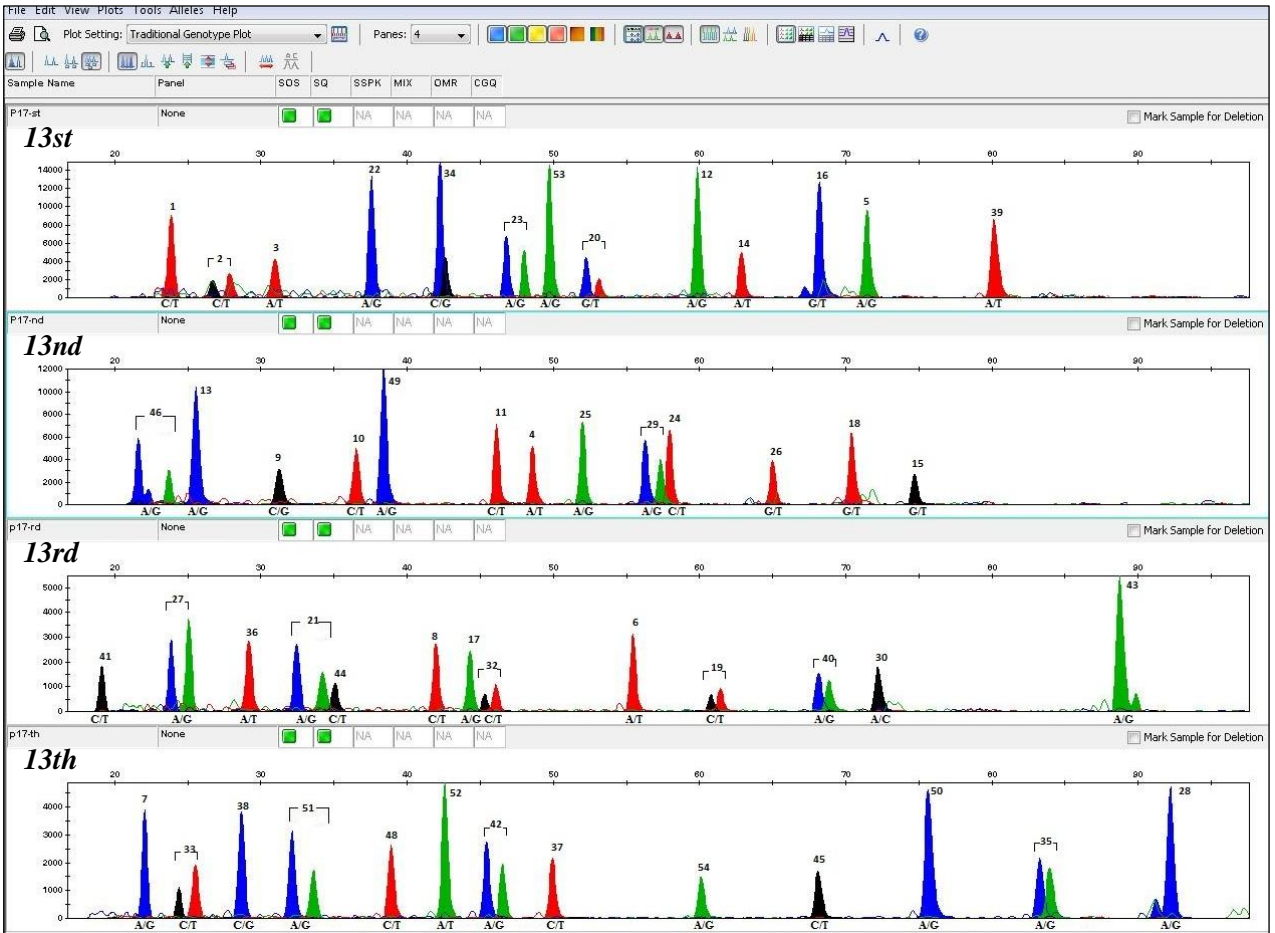 File Edit View Plots Tools Alleles Help
Plot Setting: Traditional Genotype Plot Panes: 4
Sample Name Panel SOS SQ SSPK MIX OMR CGQ
P17-st None NA NA NA NA Mark Sample for Deletion
13st
20 30 40 50 60 70 80 90
14000
12000
10000
8000
6000
4000
2000
0
1 2 3 22 34 23 53 20 12 14 16 5 39
C/T C/T A/T A/G C/G A/G A/G G/T A/G A/T G/T A/G A/T
P17-nd None NA NA NA NA Mark Sample for Deletion
13nd
20 30 40 50 60 70 80 90
12000
10000
8000
6000
4000
2000
0
46 13 9 10 49 11 4 25 29 24 26 18 15
A/G A/G C/G C/T A/G C/T A/T A/G A/G C/T G/T G/T G/T
p17-rd None NA NA NA NA Mark Sample for Deletion
13rd
20 30 40 50 60 70 80 90
5000
4000
3000
2000
1000
0
41 27 36 21 44 8 17 32 6 19 40 30 43
C/T A/G A/T A/G C/T C/T A/G C/T A/T C/T A/G A/C A/G
p17-th None NA NA NA NA Mark Sample for Deletion
13th
20 30 40 50 60 70 80 90
4000
3000
2000
1000
0
7 33 38 51 48 52 42 37 54 45 50 35 28
A/G C/T C/G A/G C/T A/T A/G C/T A/G C/T A/G A/G A/G